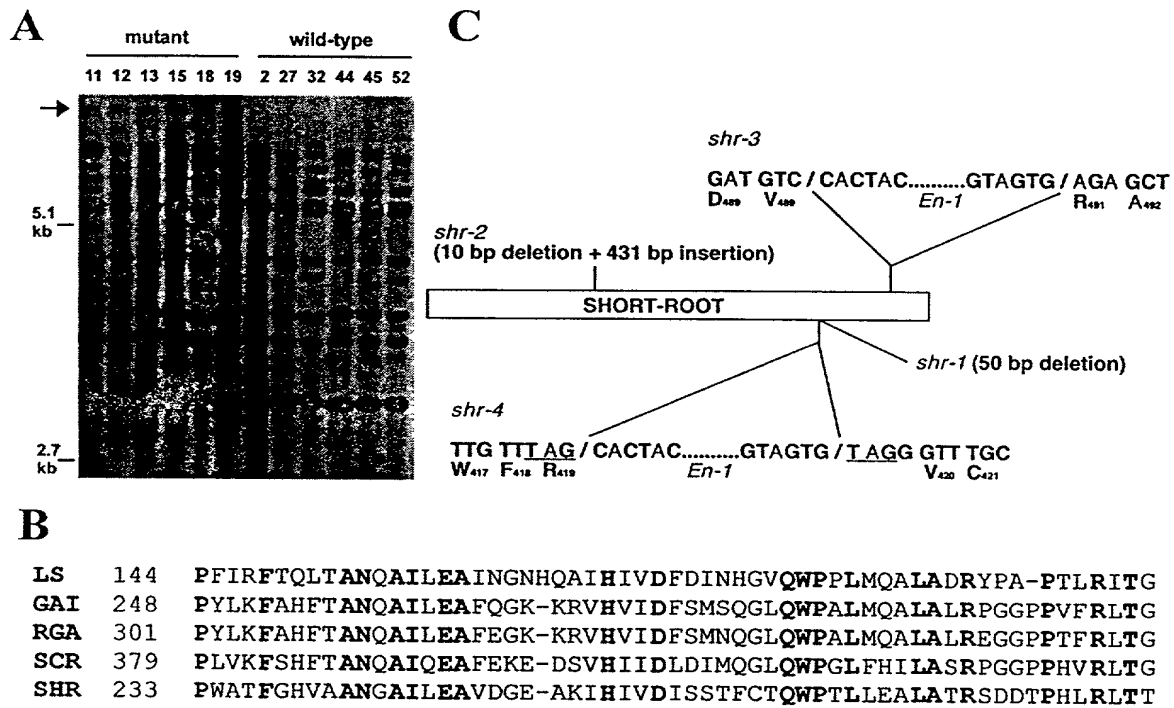 A
mutant wild-type
11 12 13 15 18 19 2 27 32 44 45 52
5.1
kb
2.7
kb
C
shr-3
GAT GTC / CACTAC..........GTAGTG / AGA GCT
D489 V489 En-1 R491 A492
shr-2
(10 bp deletion + 431 bp insertion)
SHORT-ROOT
shr-1 (50 bp deletion)
shr-4
TTG TTTTAG / CACTAC..........GTAGTG / TAGG GTT TGC
W417 F418 R419 En-1 V420 C421
B
LS 144 PFIRFTQLTANQAILEAINGNHQAIHIVDFDINHGVQWPPLMQALADRYPA-PTLRITG
GAI 248 PYLKFAHFTANQAILEAFQGK-KRVHVIDFSMSQGLQWPALMQALALRPGGPPVFRLTG
RGA 301 PYLKFAHFTANQAILEAFEGK-KRVHVIDFSMNQGLQWPALMQALALREGGPPTFRLTG
SCR 379 PLVKFSHFTANQAIQEAFEKE-DSVHIIDLDIMQGLQWPGLFHILASRPGGPPHVRLTG
SHR 233 PWATFGHVAANGAILEAVDGE-AKIHIVDISSTFCTQWPTLLEALATRSDDTPHLRLTT